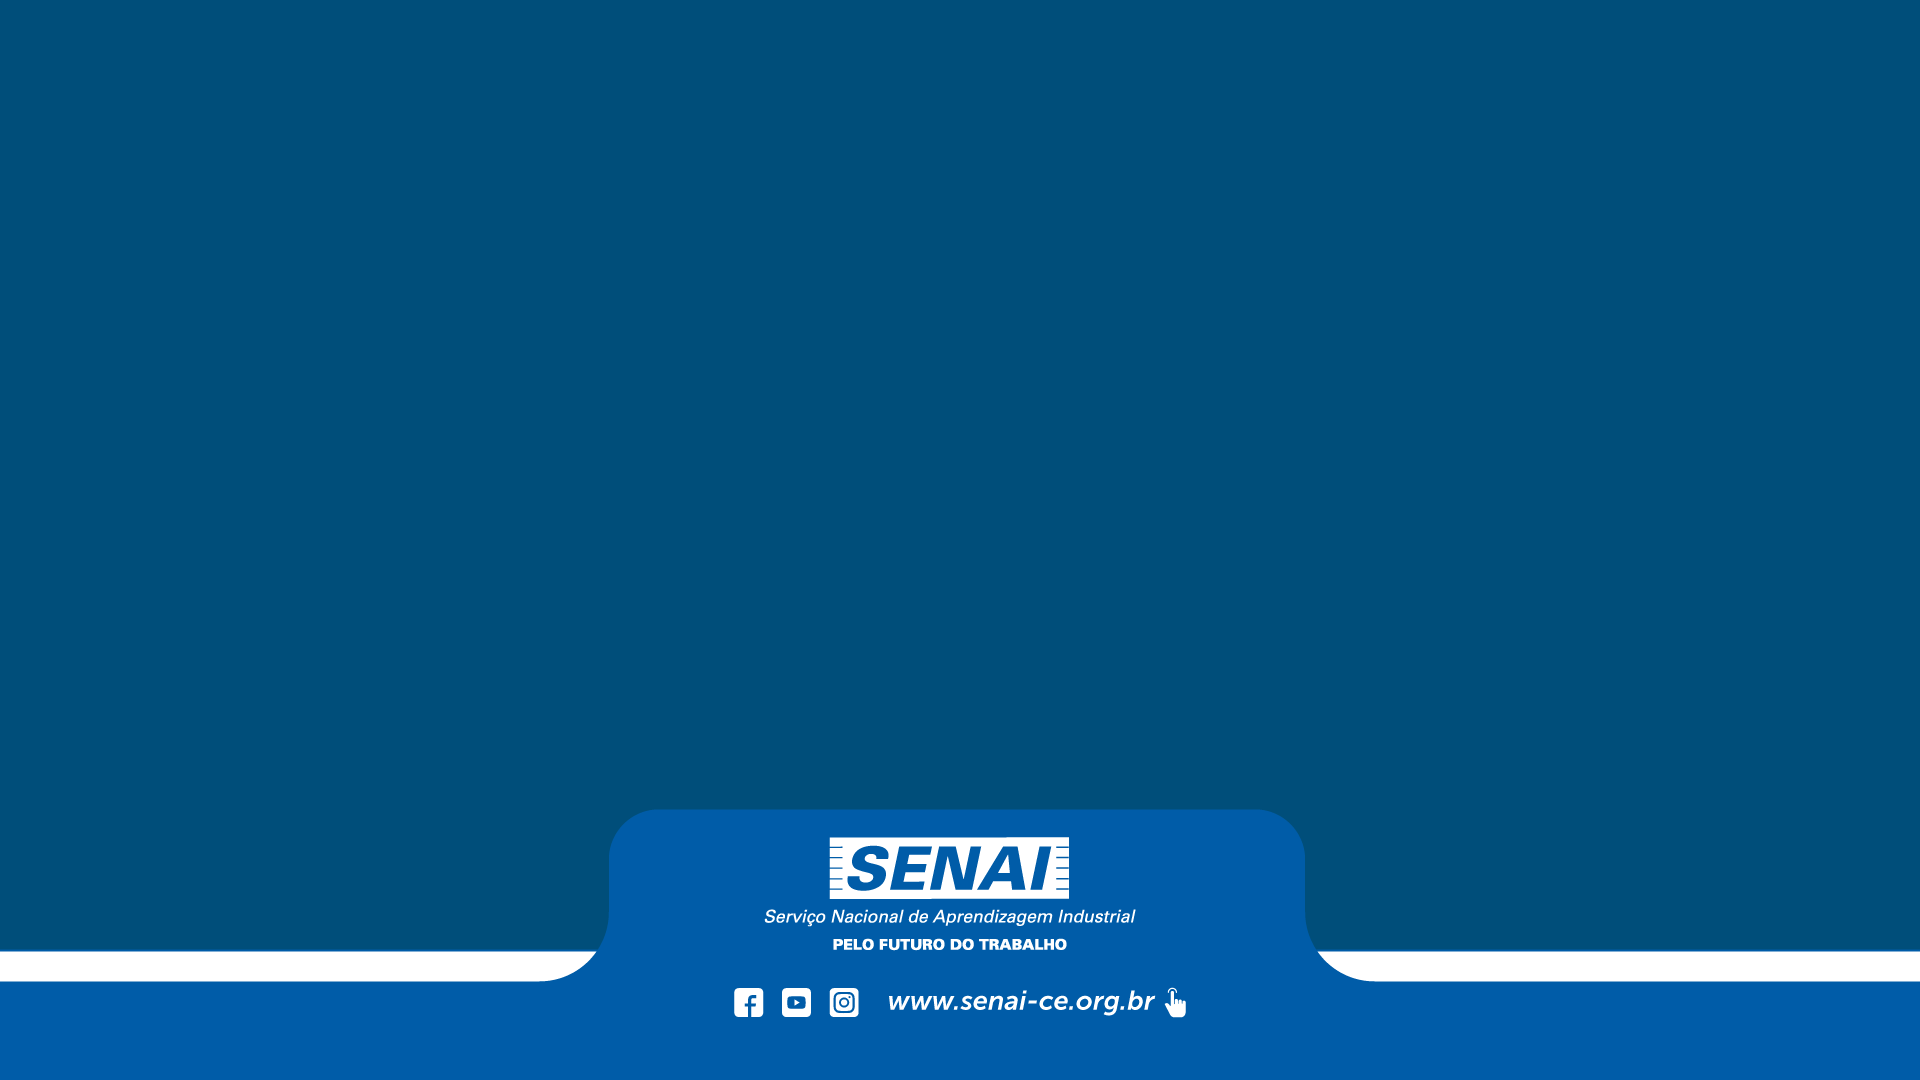 SENAI
Serviço Nacional de Aprendizagem Industrial
PELO FUTURO DO TRABALHO
www.senai-ce.org.br